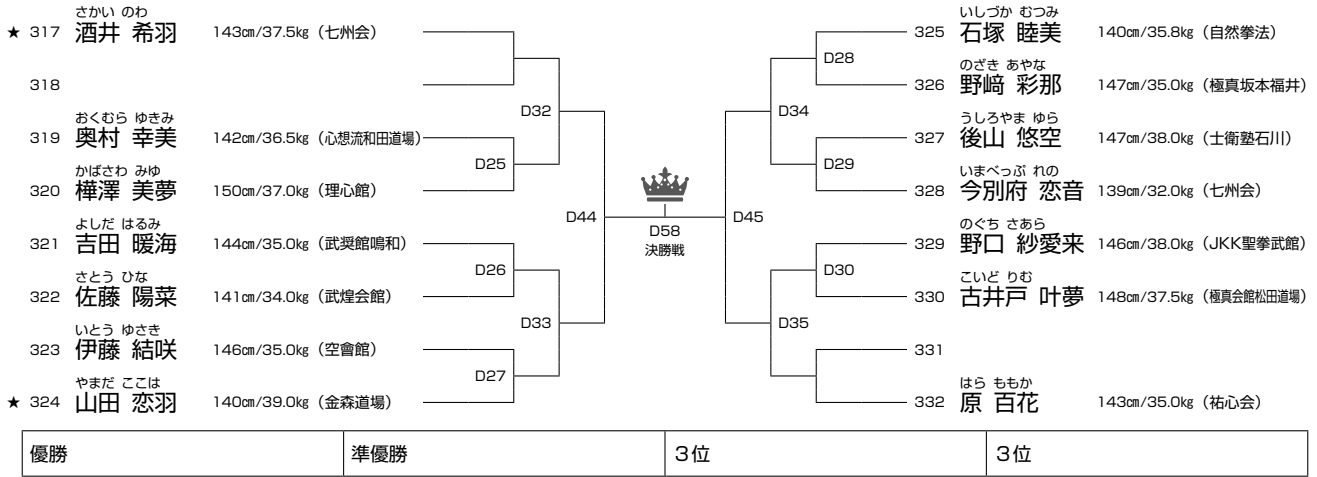 さかい のわ
★ 317 酒井 希羽 143㎝/37.5㎏（七州会）
318
おくむら ゆきみ
319 奥村 幸美 142㎝/36.5㎏（心想流和田道場）
かばさわ みゆ
320 樺澤 美夢 150㎝/37.0㎏（理心館）
よしだ はるみ
321 吉田 暖海 144㎝/35.0㎏（武奨館鳴和）
さとう ひな
322 佐藤 陽菜 141㎝/34.0㎏（武煌会館）
いとう ゆさき
323 伊藤 結咲 146㎝/35.0㎏（空會館）
やまだ ここは
★ 324 山田 恋羽 140㎝/39.0㎏（金森道場）
D32
D25
D44
D26
D33
D27
D58
決勝戦
D28
D34
D29
D45
D30
D35
いしづか むつみ
325 石塚 睦美 140㎝/35.8㎏（自然拳法）
のざき あやな
326 野﨑 彩那 147㎝/35.0㎏（極真坂本福井）
うしろやま ゆら
327 後山 悠空 147㎝/38.0㎏（士衛塾石川）
いまべっぷ れの
328 今別府 恋音 139㎝/32.0㎏（七州会）
のぐち さあら
329 野口 紗愛来 146㎝/38.0㎏（JKK聖拳武館）
こいど りむ
330 古井戸 叶夢 148㎝/37.5㎏（極真会館松田道場）
331
はら ももか
332 原 百花 143㎝/35.0㎏（祐心会）
優勝 準優勝 3位 3位